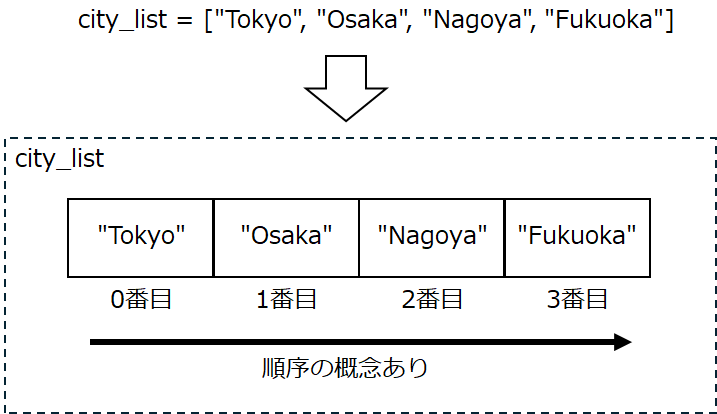 city_list = ["Tokyo", "Osaka", "Nagoya", "Fukuoka"]
city_list
"Tokyo" "Osaka" "Nagoya" "Fukuoka"
0番目 1番目 2番目 3番目
順序の概念あり